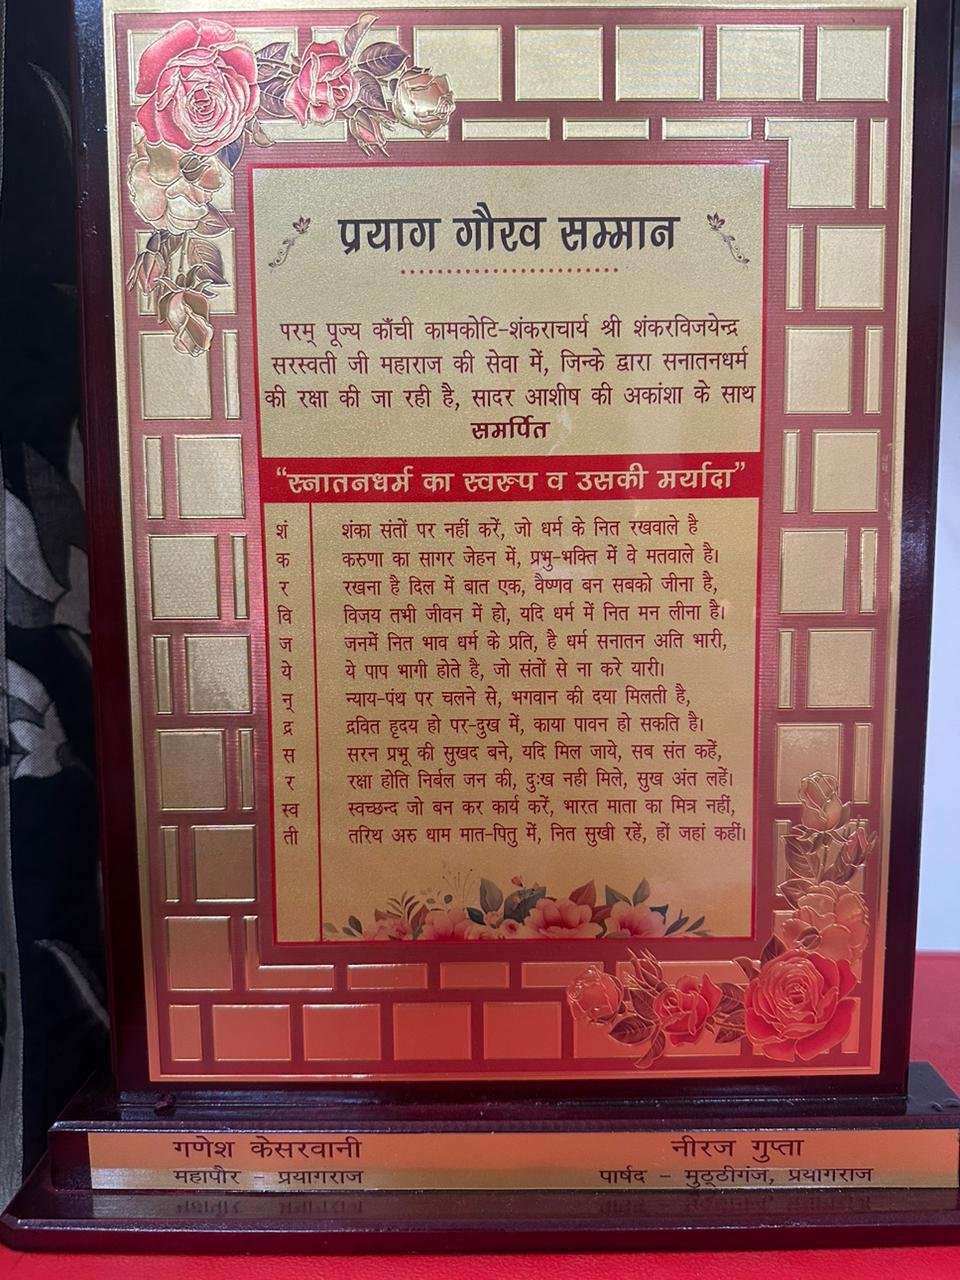 प्रयाग गौरव सम्मान
परम् पूज्य काँची कामकोटि-शंकराचार्य श्री शंकरविजयेन्द्र
सरस्वती जी महाराज की सेवा में, जिनके द्वारा सनातनधर्म
की रक्षा की जा रही है, सादर आशीष की अकांशा के साथ
समर्पित
“स्नातनधर्म का स्वरूप व उसकी मर्यादा”
शं शंका संतों पर नहीं करें, जो धर्म के नित रखवाले है
क करुणा का सागर जेहन में, प्रभु-भक्ति में वे मतवाले है।
र रखना है दिल में बात एक, वैष्णव बन सबको जीना है,
वि विजय तभी जीवन में हो, यदि धर्म में नित मन लीना है।
ज जनमें नित भाव धर्म के प्रति, है धर्म सनातन अति भारी,
ये ये पाप भागी होते है, जो संतों से ना करे यारी।
न् न्याय-पंथ पर चलने से, भगवान की दया मिलती है,
द्र द्रवित हृदय हो पर-दुख में, काया पावन हो सकति है।
स सरन प्रभू की सुखद बने, यदि मिल जाये, सब संत कहें,
र रक्षा होति निर्बल जन की, दुःख नही मिले, सुख अंत लहें।
स्व स्वच्छन्द जो बन कर कार्य करें, भारत माता का मित्र नहीं,
ती तरिथ अरु धाम मात-पितु में, नित सुखी रहें, हों जहां कहीं।
गणेश केसरवानी नीरज गुप्ता
महापौर - प्रयागराज पार्षद - मुठ्ठीगंज, प्रयागराज